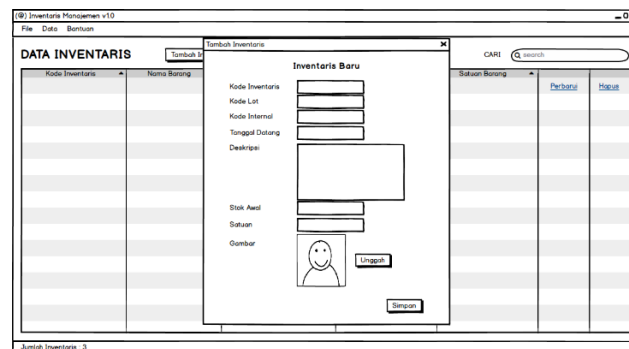 (@) Inventaris Manajemen v1.0
File Data Bantuan
DATA INVENTARIS
Tambah In
CARI
search
Kode Inventaris
Nama Barang
Satuan Barang
Perbarui
Hapus
Tambah Inventaris
Inventaris Baru
Kode Inventaris
Kode Lot
Kode Internal
Tanggal Datang
Deskripsi
Stok Awal
Satuan
Gambar
Unggah
Simpan
Jumlah Inventaris : 3